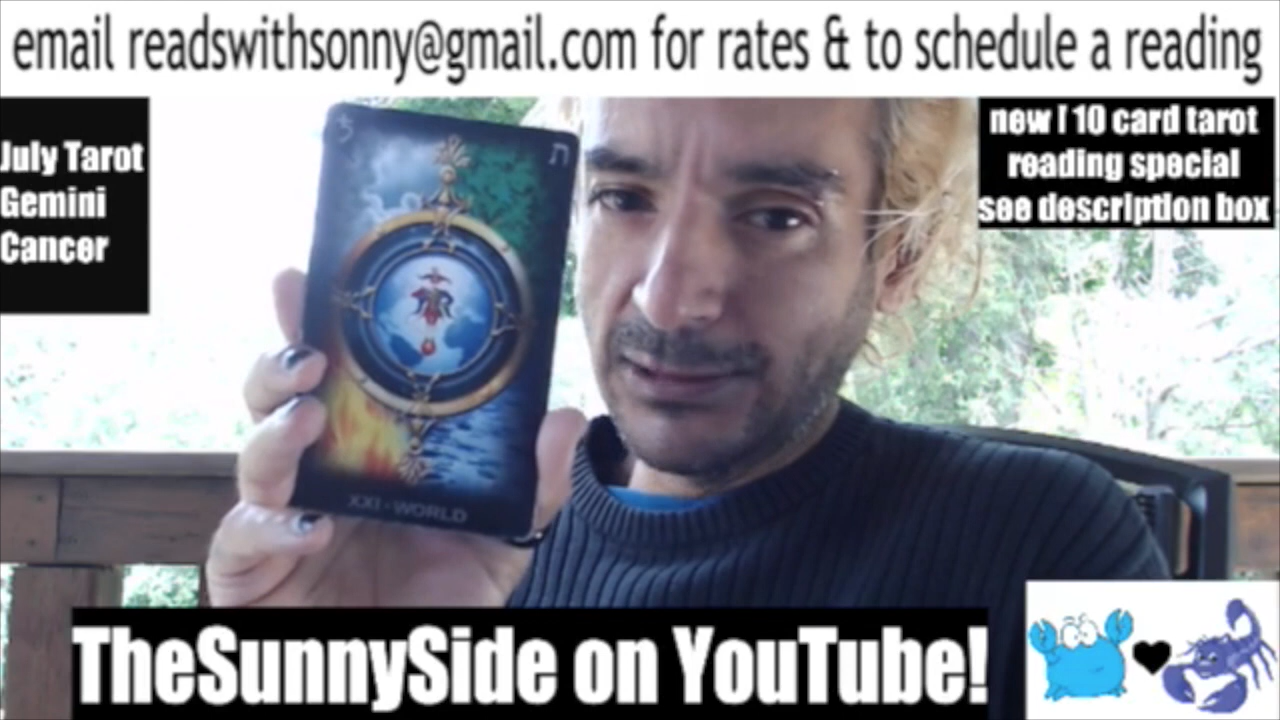 email readswithsonny@gmail.com for rates & to schedule a reading
July Tarot
Gemini
Cancer
new ! 10 card tarot
reading special
see description box
ת
XXI - WORLD
TheSunnySide on YouTube!